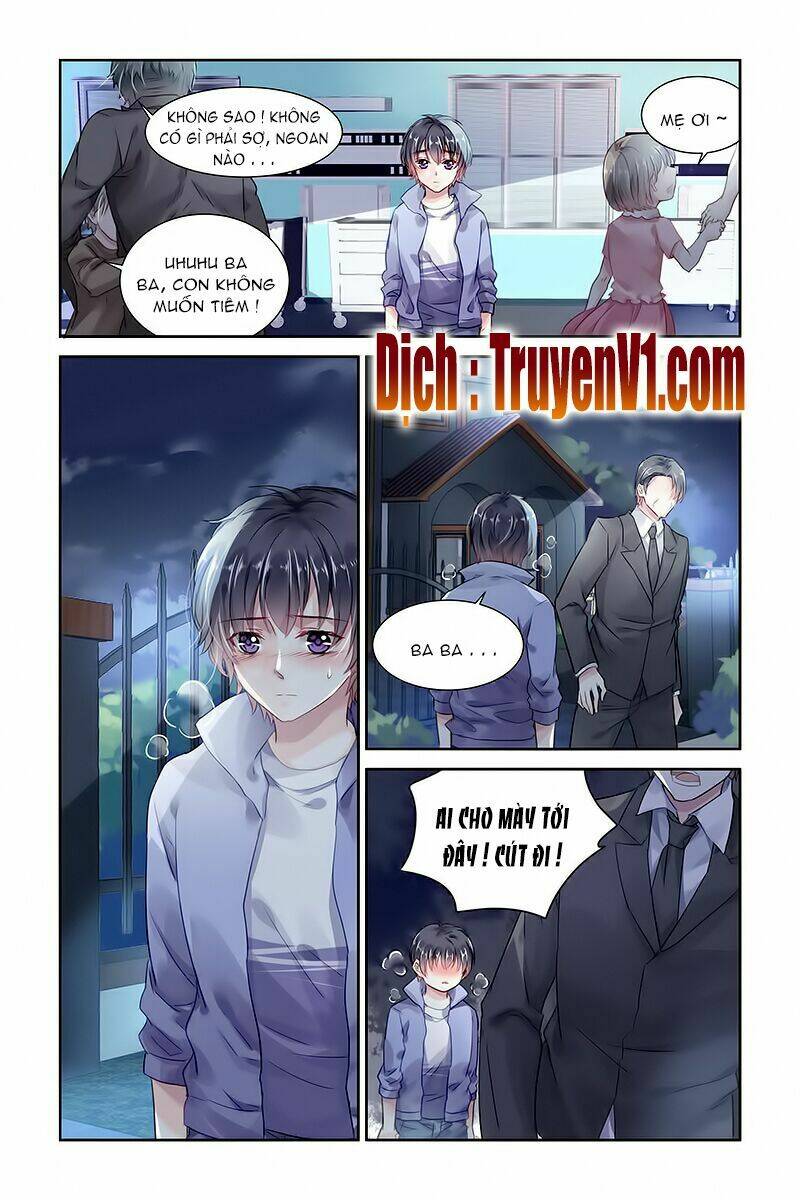 KHÔNG SAO ! KHÔNG
CÓ GÌ PHẢI SỢ, NGOAN
NÀO . . .
MẸ ƠI ~
UHUHU BA
BA, CON KHÔNG
MUỐN TIÊM !
Dịch : TruyenV1.com
BA BA . . .
AI CHO MÀY TỚI
ĐÂY ! CÚT ĐI !